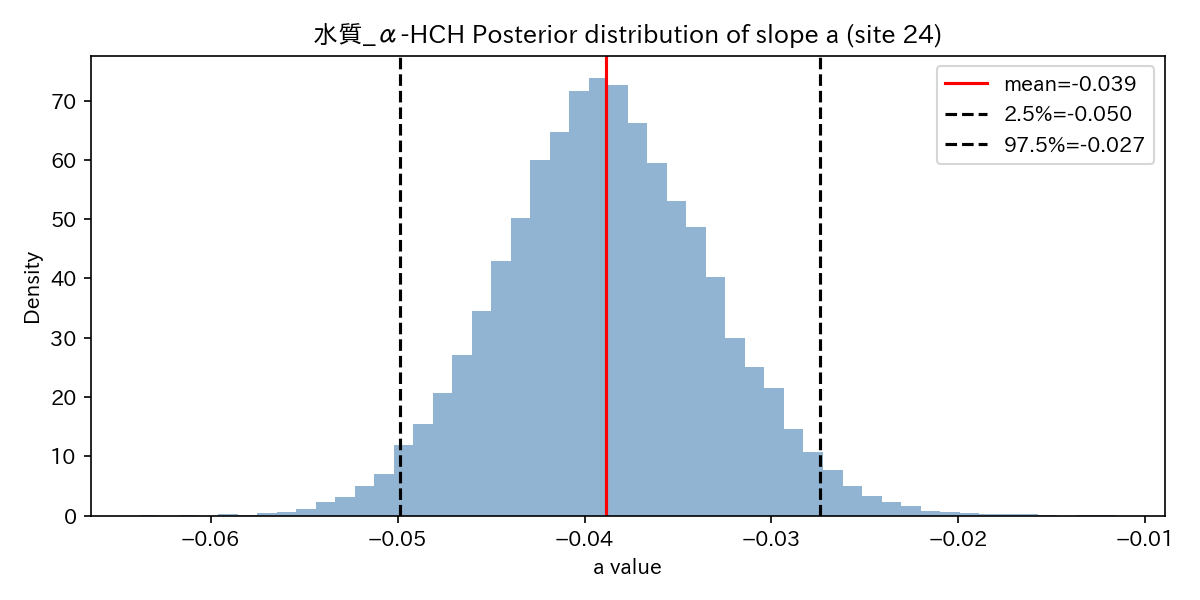 水質_α-HCH Posterior distribution of slope a (site 24)
mean=-0.039
2.5%=-0.050
97.5%=-0.027
Density
70
60
50
40
30
20
10
0
−0.06 −0.05 −0.04 −0.03 −0.02 −0.01
a value